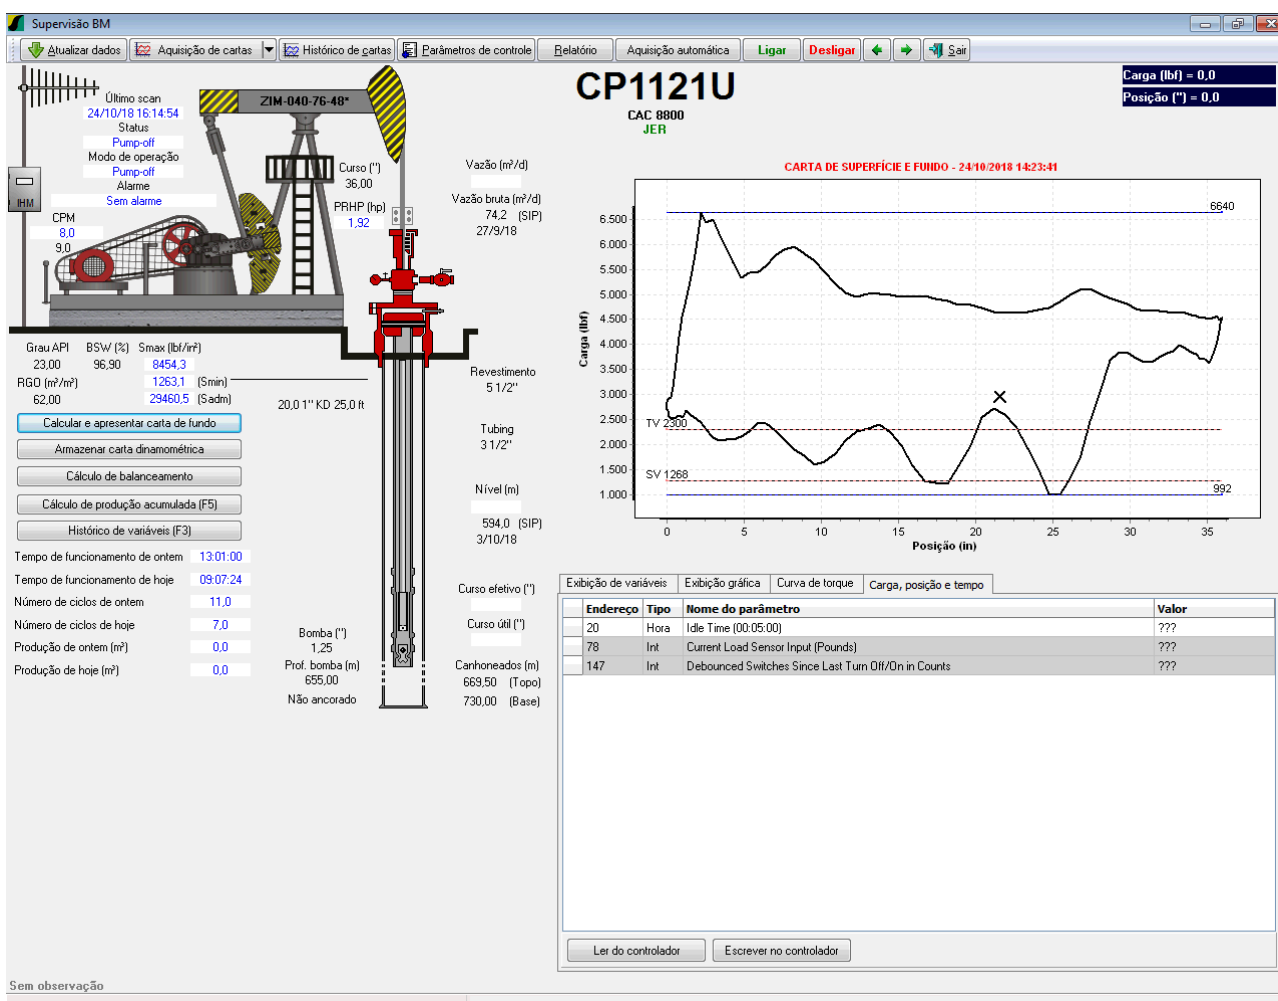 Supervisão BM
Atualizar dados
Aquisição de cartas
Histórico de cartas
Parâmetros de controle
Relatório
Aquisição automática
Ligar
Desligar
Sair
CP1121U
CAC 8800
JER
Carga (lbf) = 0,0
Posição (") = 0,0
Último scan
24/10/18 16:14:54
Status
Pump-off
Modo de operação
Pump-off
Alarme
Sem alarme
IHM
CPM
8,0
9,0
ZIM-040-76-48*
Curso (")
36,00
PRHP (hp)
1,92
Vazão (m³/d)
Vazão bruta (m³/d)
74,2 (SIP)
27/9/18
CARTA DE SUPERFÍCIE E FUNDO - 24/10/2018 14:23:41
Carga (lbf)
6.500
6.000
5.500
5.000
4.500
4.000
3.500
3.000
2.500
2.000
1.500
1.000
6640
TV 2300
SV 1268
992
0 5 10 15 20 25 30 35
Posição (in)
Grau API BSW (%) Smax (lbf/in²)
23,00 96,90 8454,3
RGO (m³/m³) 1263,1 (Smin)
62,00 29460,5 (Sadm)
20,0 1" KD 25,0 ft
Calcular e apresentar carta de fundo
Armazenar carta dinamométrica
Cálculo de balanceamento
Cálculo de produção acumulada (F5)
Histórico de variáveis (F3)
Tempo de funcionamento de ontem 13:01:00
Tempo de funcionamento de hoje 09:07:24
Número de ciclos de ontem 11,0
Número de ciclos de hoje 7,0
Produção de ontem (m³) 0,0
Produção de hoje (m³) 0,0
Revestimento
5 1/2"
Tubing
3 1/2"
Nível (m)
594,0 (SIP)
3/10/18
Curso efetivo (")
Curso útil (")
Bomba (")
1,25
Prof. bomba (m)
655,00
Não ancorado
Canhoneados (m)
669,50 (Topo)
730,00 (Base)
Exibição de variáveis
Exibição gráfica
Curva de torque
Carga, posição e tempo
Endereço Tipo Nome do parâmetro Valor
20 Hora Idle Time (00:05:00) ???
78 Int Current Load Sensor Input (Pounds) ???
147 Int Debounced Switches Since Last Turn Off/On in Counts ???
Ler do controlador
Escrever no controlador
Sem observação